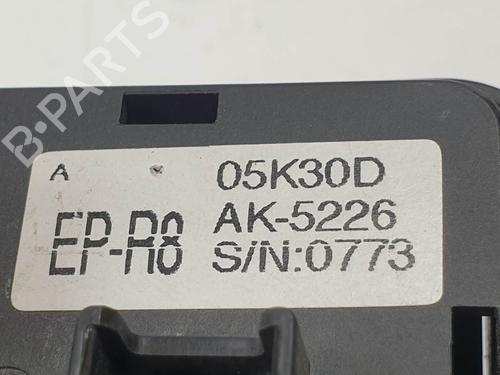 B-PARTS
A
05K30D
EP-R8
AK-5226
S/N:0773